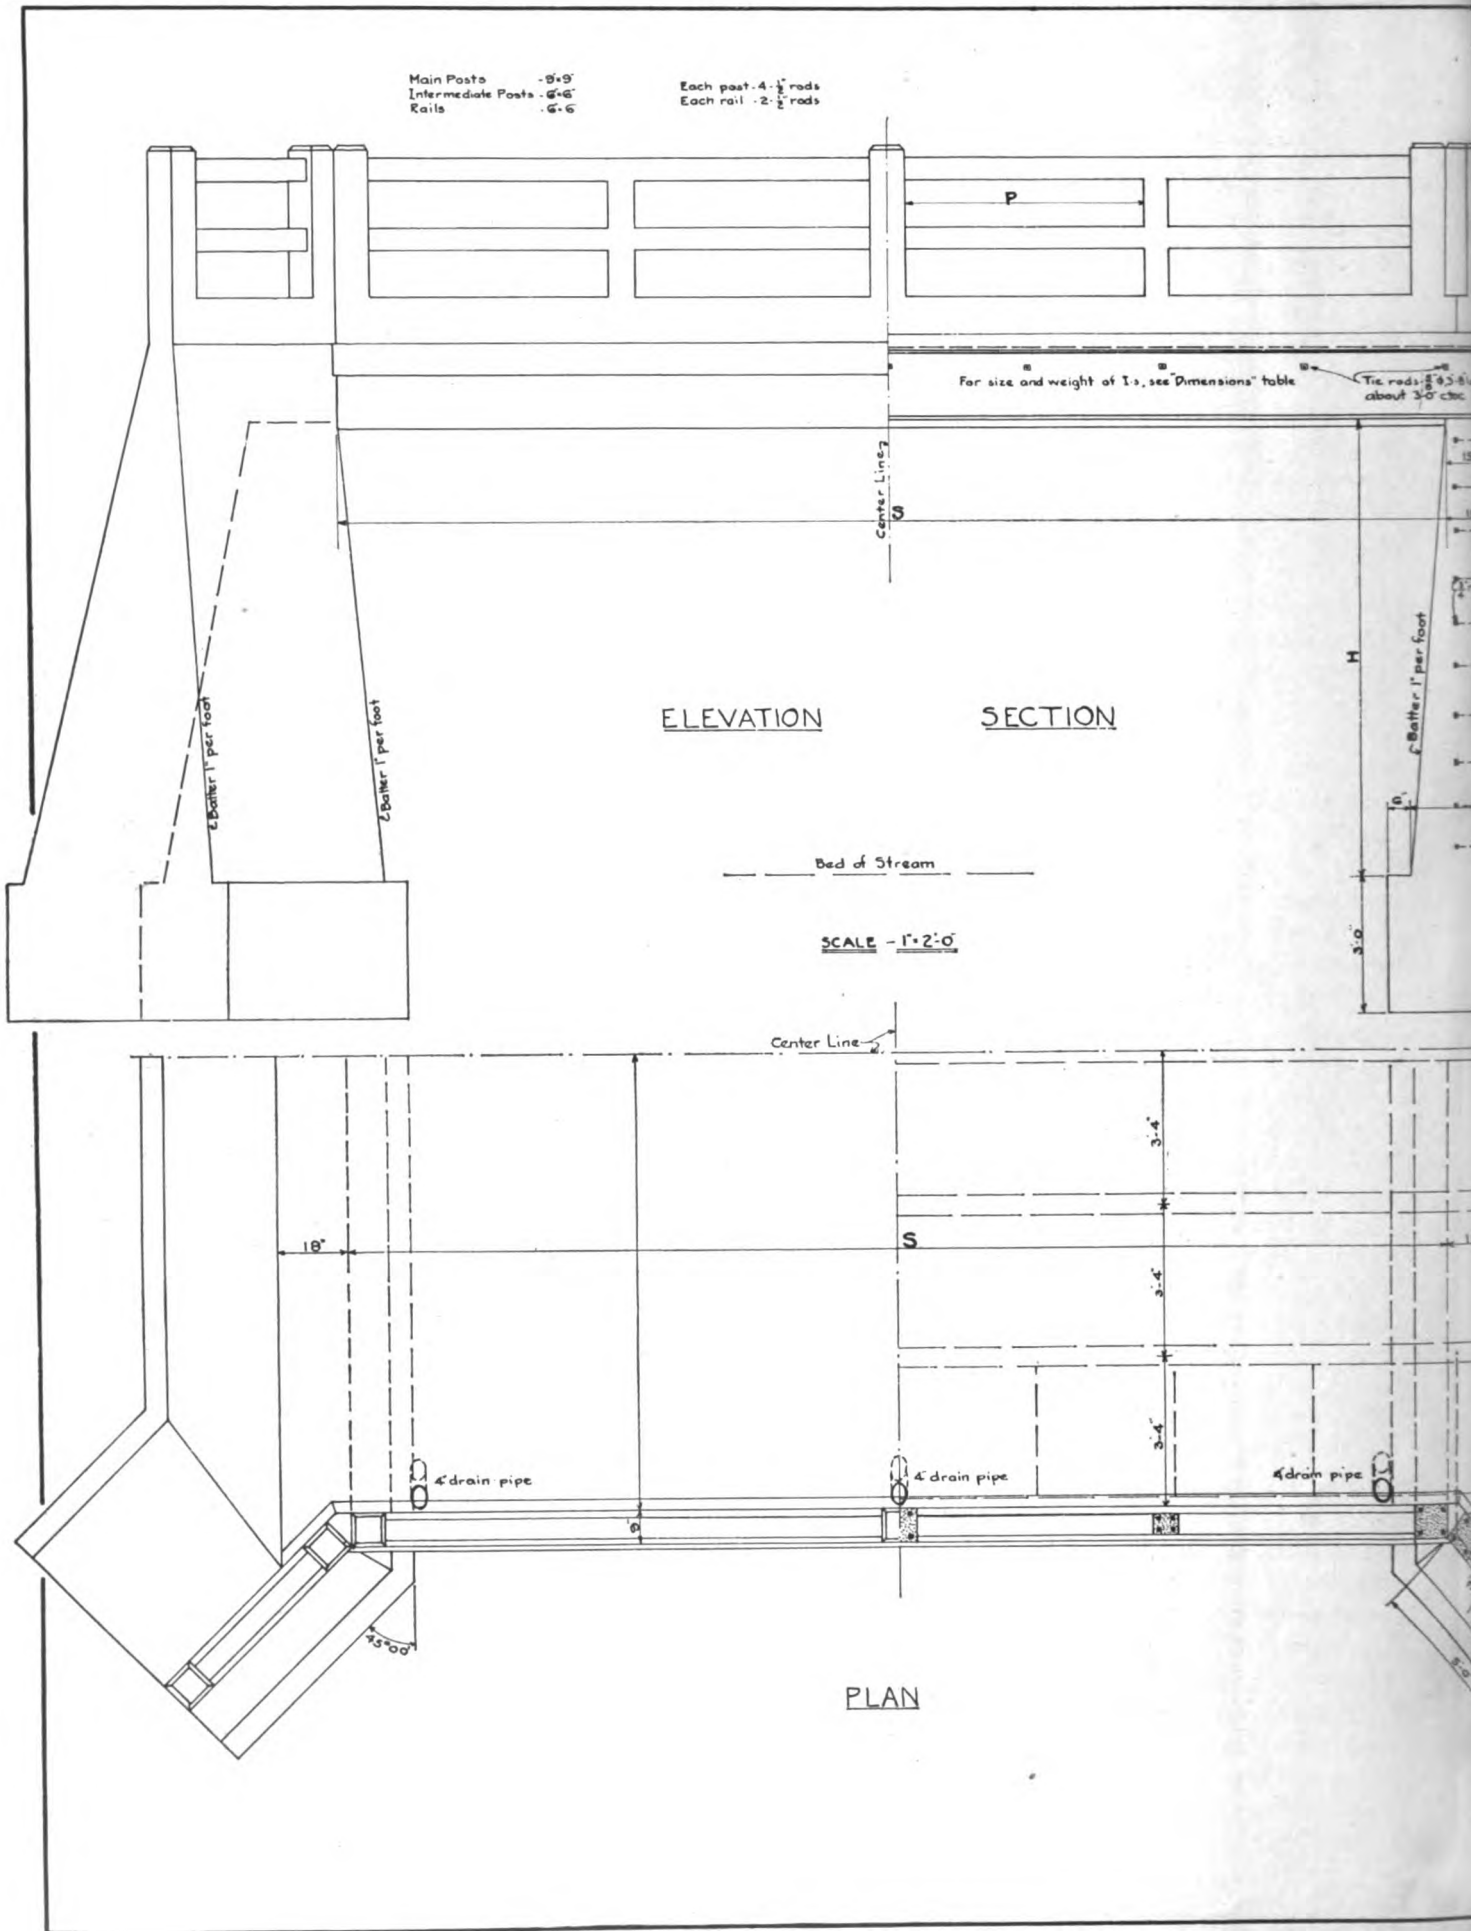 Main Posts - 9"×9"
Intermediate Posts - 6"×6"
Rails - 6×6
Each post - 4 - ½" rods
Each rail - 2 - ½" rods
P
For size and weight of I-s, see "Dimensions" table
Tie rods
about 3'-0" ctoc
Center Line
S
H
Batter 1" per foot
Batter 1" per foot
Batter 1" per foot
ELEVATION
SECTION
Bed of Stream
3'-0"
SCALE - 1"=2'-0"
Center Line
3'-4"
18"
S
3'-4"
3'-4"
4" drain pipe
4" drain pipe
4" drain pipe
9"
45°00'
PLAN